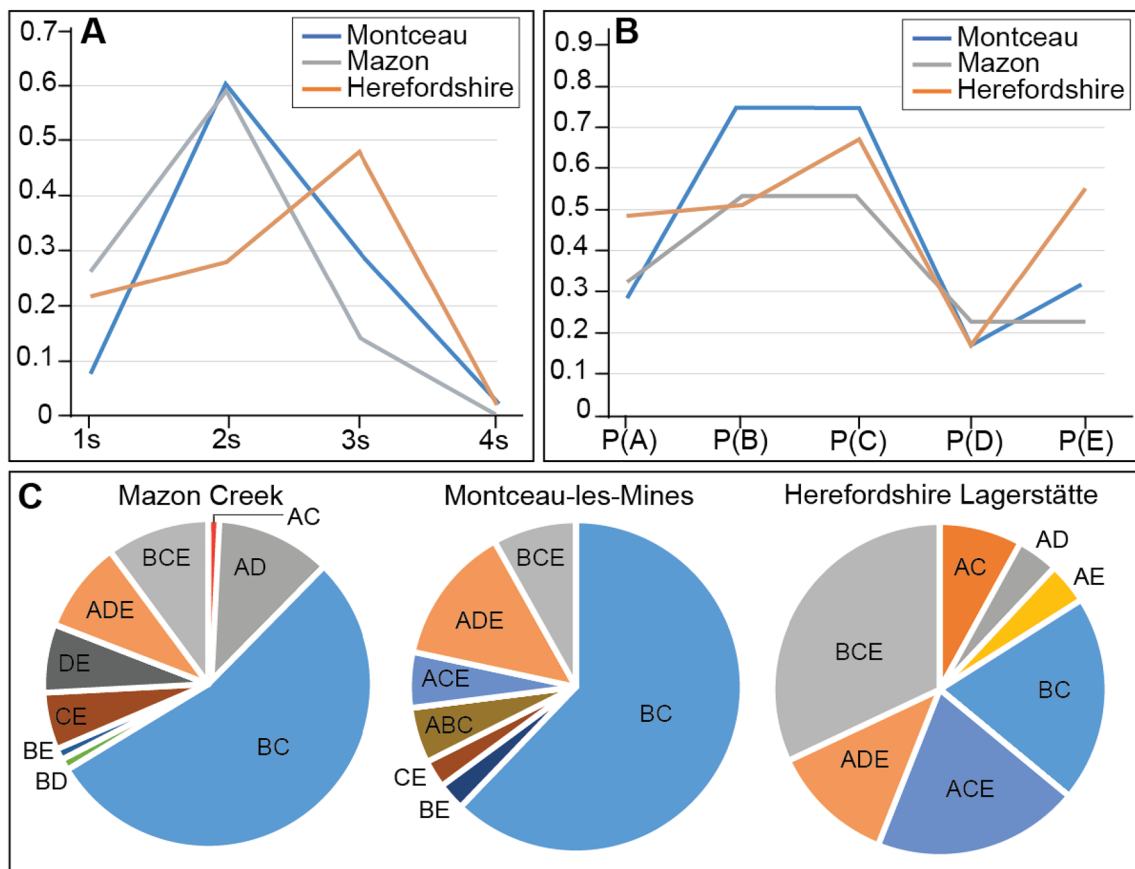 A
Montceau
Mazon
Herefordshire
0.7
0.6
0.5
0.4
0.3
0.2
0.1
0
1s 2s 3s 4s
B
Montceau
Mazon
Herefordshire
0.9
0.8
0.7
0.6
0.5
0.4
0.3
0.2
0.1
0
P(A) P(B) P(C) P(D) P(E)
C
Mazon Creek
AC
AD
BC
BD
BE
CE
DE
ADE
BCE
Montceau-les-Mines
BC
BE
CE
ABC
ACE
ADE
BCE
Herefordshire Lagerstätte
AC
AD
AE
BC
ACE
ADE
BCE